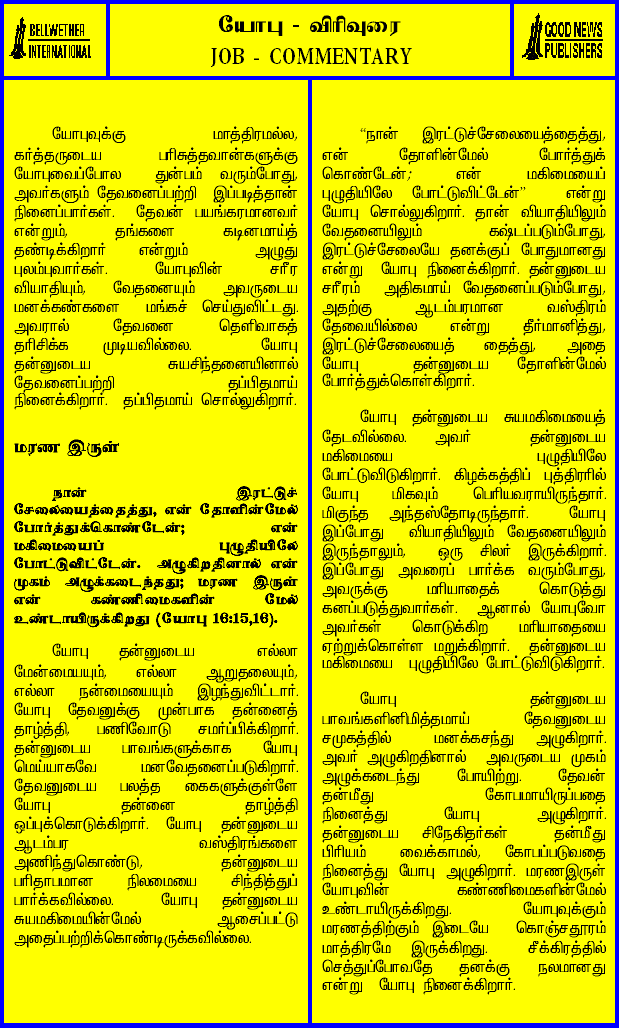 BELLWETHER
INTERNATIONAL
யோபு - விரிவுரை
JOB - COMMENTARY
GOOD NEWS
PUBLISHERS
யோபுவுக்கு மாத்திரமல்ல,
கர்த்தருடைய பரிசுத்தவான்களுக்கு
யோபுவைப்போல துன்பம் வரும்போது,
அவர்களும் தேவனைப்பற்றி இப்படித்தான்
நினைப்பார்கள். தேவன் பயங்கரமானவர்
என்றும், தங்களை கடினமாய்த்
தண்டிக்கிறார் என்றும் அழுது
புலம்புவார்கள். யோபுவின் சரீர
வியாதியும், வேதனையும் அவருடைய
மனக்கண்களை மங்கச் செய்துவிட்டது.
அவரால் தேவனை தெளிவாகத்
தரிசிக்க முடியவில்லை. யோபு
தன்னுடைய சுயசிந்தனையினால்
தேவனைப்பற்றி தப்பிதமாய்
நினைக்கிறார். தப்பிதமாய் சொல்லுகிறார்.
மரண இருள்
நான் இரட்டுச்
சேலையைத்தைத்து, என் தோளின்மேல்
போர்த்துக்கொண்டேன்; என்
மகிமையைப் புழுதியிலே
போட்டுவிட்டேன். அழுகிறதினால் என்
முகம் அழுக்கடைந்தது; மரண இருள்
என் கண்ணிமைகளின் மேல்
உண்டாயிருக்கிறது (யோபு 16:15,16).
யோபு தன்னுடைய எல்லா
மேன்மையையும், எல்லா ஆறுதலையும்,
எல்லா நன்மையையும் இழந்துவிட்டார்.
யோபு தேவனுக்கு முன்பாக தன்னைத்
தாழ்த்தி, பணிவோடு சமர்ப்பிக்கிறார்.
தன்னுடைய பாவங்களுக்காக யோபு
மெய்யாகவே மனவேதனைப்படுகிறார்.
தேவனுடைய பலத்த கைகளுக்குள்ளே
யோபு தன்னை தாழ்த்தி
ஒப்புக்கொடுக்கிறார். யோபு தன்னுடைய
ஆடம்பர வஸ்திரங்களை
அணிந்துகொண்டு, தன்னுடைய
பரிதாபமான நிலமையை சிந்தித்துப்
பார்க்கவில்லை. யோபு தன்னுடைய
சுயமகிமையின்மேல் ஆசைப்பட்டு
அதைப்பற்றிக்கொண்டிருக்கவில்லை.
“நான் இரட்டுச்சேலையைத்தைத்து,
என் தோளின்மேல் போர்த்துக்
கொண்டேன்; என் மகிமையைப்
புழுதியிலே போட்டுவிட்டேன்” என்று
யோபு சொல்லுகிறார். தான் வியாதியிலும்
வேதனையிலும் கஷ்டப்படும்போது,
இரட்டுச்சேலையே தனக்குப் போதுமானது
என்று யோபு நினைக்கிறார். தன்னுடைய
சரீரம் அதிகமாய் வேதனைப்படும்போது,
அதற்கு ஆடம்பரமான வஸ்திரம்
தேவையில்லை என்று தீர்மானித்து,
இரட்டுச்சேலையைத் தைத்து, அதை
யோபு தன்னுடைய தோளின்மேல்
போர்த்துக்கொள்கிறார்.
யோபு தன்னுடைய சுயமகிமையைத்
தேடவில்லை. அவர் தன்னுடைய
மகிமையை புழுதியிலே
போட்டுவிடுகிறார். கிழக்கத்திப் புத்திரரில்
யோபு மிகவும் பெரியவராயிருந்தார்.
மிகுந்த அந்தஸ்தோடிருந்தார். யோபு
இப்போது வியாதியிலும் வேதனையிலும்
இருந்தாலும், ஒரு சிலர் இருக்கிறார்.
இப்போது அவரைப் பார்க்க வரும்போது,
அவருக்கு மரியாதைக் கொடுத்து
கனப்படுத்துவார்கள். ஆனால் யோபுவோ
அவர்கள் கொடுக்கிற மரியாதையை
ஏற்றுக்கொள்ள மறுக்கிறார். தன்னுடைய
மகிமையை புழுதியிலே போட்டுவிடுகிறார்.
யோபு தன்னுடைய
பாவங்களினிமித்தமாய் தேவனுடைய
சமுகத்தில் மனக்கசந்து அழுகிறார்.
அவர் அழுகிறதினால் அவருடைய முகம்
அழுக்கடைந்து போயிற்று. தேவன்
தன்மீது கோபமாயிருப்பதை
நினைத்து யோபு அழுகிறார்.
தன்னுடைய சிநேகிதர்கள் தன்மீது
பிரியம் வைக்காமல், கோபப்படுவதை
நினைத்து யோபு அழுகிறார். மரணஇருள்
யோபுவின் கண்ணிமைகளின்மேல்
உண்டாயிருக்கிறது. யோபுவுக்கும்
மரணத்திற்கும் இடையே கொஞ்சதூரம்
மாத்திரமே இருக்கிறது. சீக்கிரத்தில்
செத்துப்போவதே தனக்கு நலமானது
என்று யோபு நினைக்கிறார்.